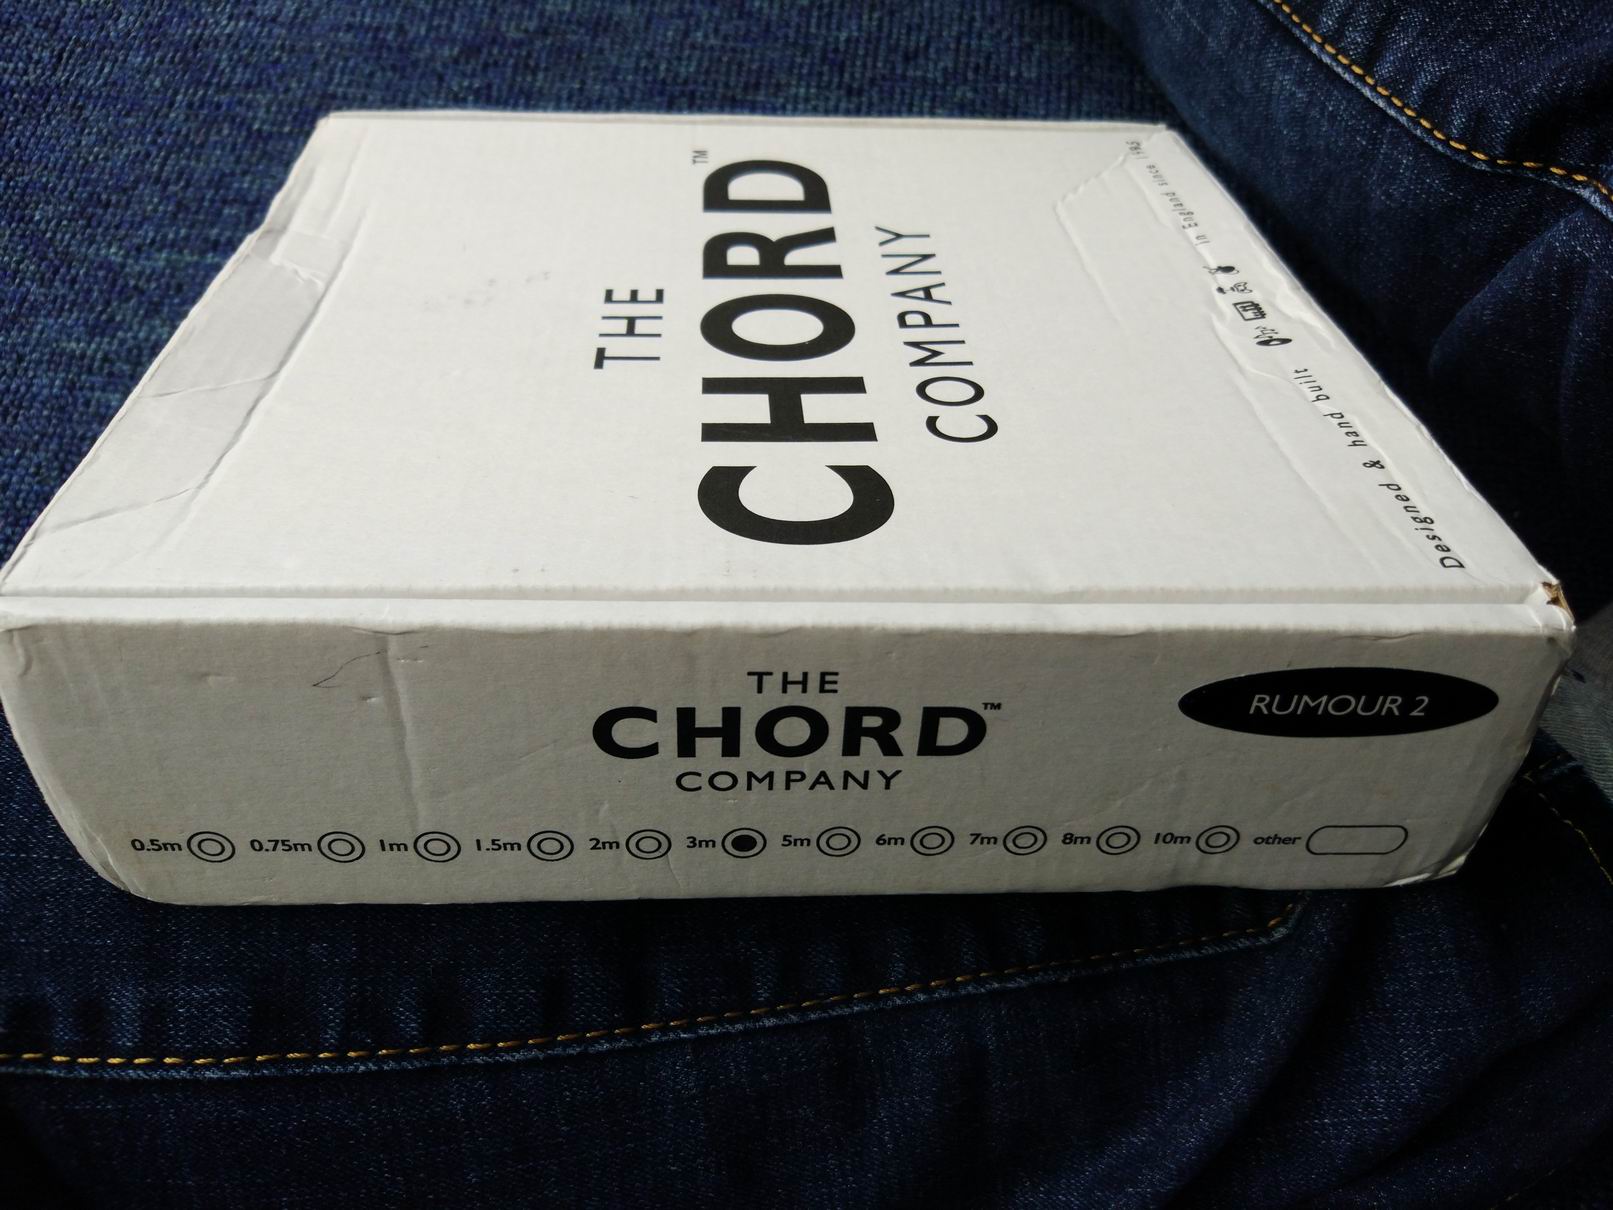 THE
CHORD™
COMPANY
Designed & hand built in England since 1985
THE
CHORD™
COMPANY
RUMOUR 2
0.5m 0.75m 1m 1.5m 2m 3m 5m 6m 7m 8m 10m other